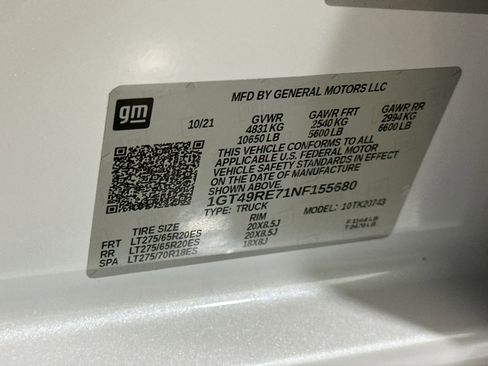 gm
MFD BY GENERAL MOTORS LLC
10/21 GVWR GAWR FRT GAWR RR
4831 KG 2540 KG 2994 KG
10650 LB 5600 LB 6600 LB
THIS VEHICLE CONFORMS TO ALL
APPLICABLE U.S. FEDERAL MOTOR
VEHICLE SAFETY STANDARDS IN EFFECT
ON THE DATE OF MANUFACTURE
SHOWN ABOVE.
1GT49RE71NF155680
TYPE: TRUCK MODEL: 10TK20743
TIRE SIZE RIM
FRT LT275/65R20ES 20X8.5J
RR LT275/65R20ES 20X8.5J
SPA LT275/70R18ES 18X8J